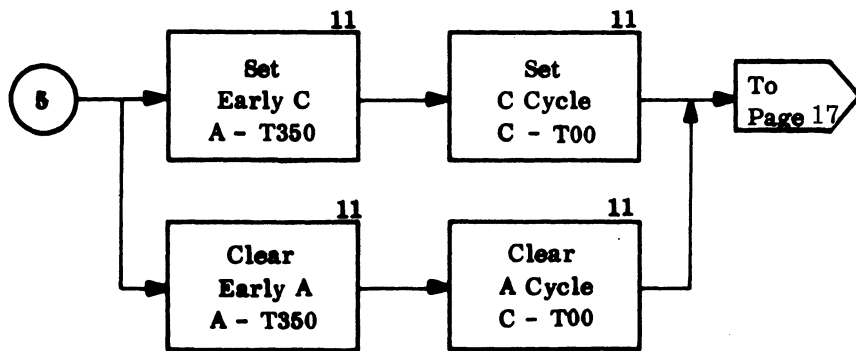 5
11
Set
Early C
A - T350
11
Set
C Cycle
C - T00
To
Page 17
11
Clear
Early A
A - T350
11
Clear
A Cycle
C - T00